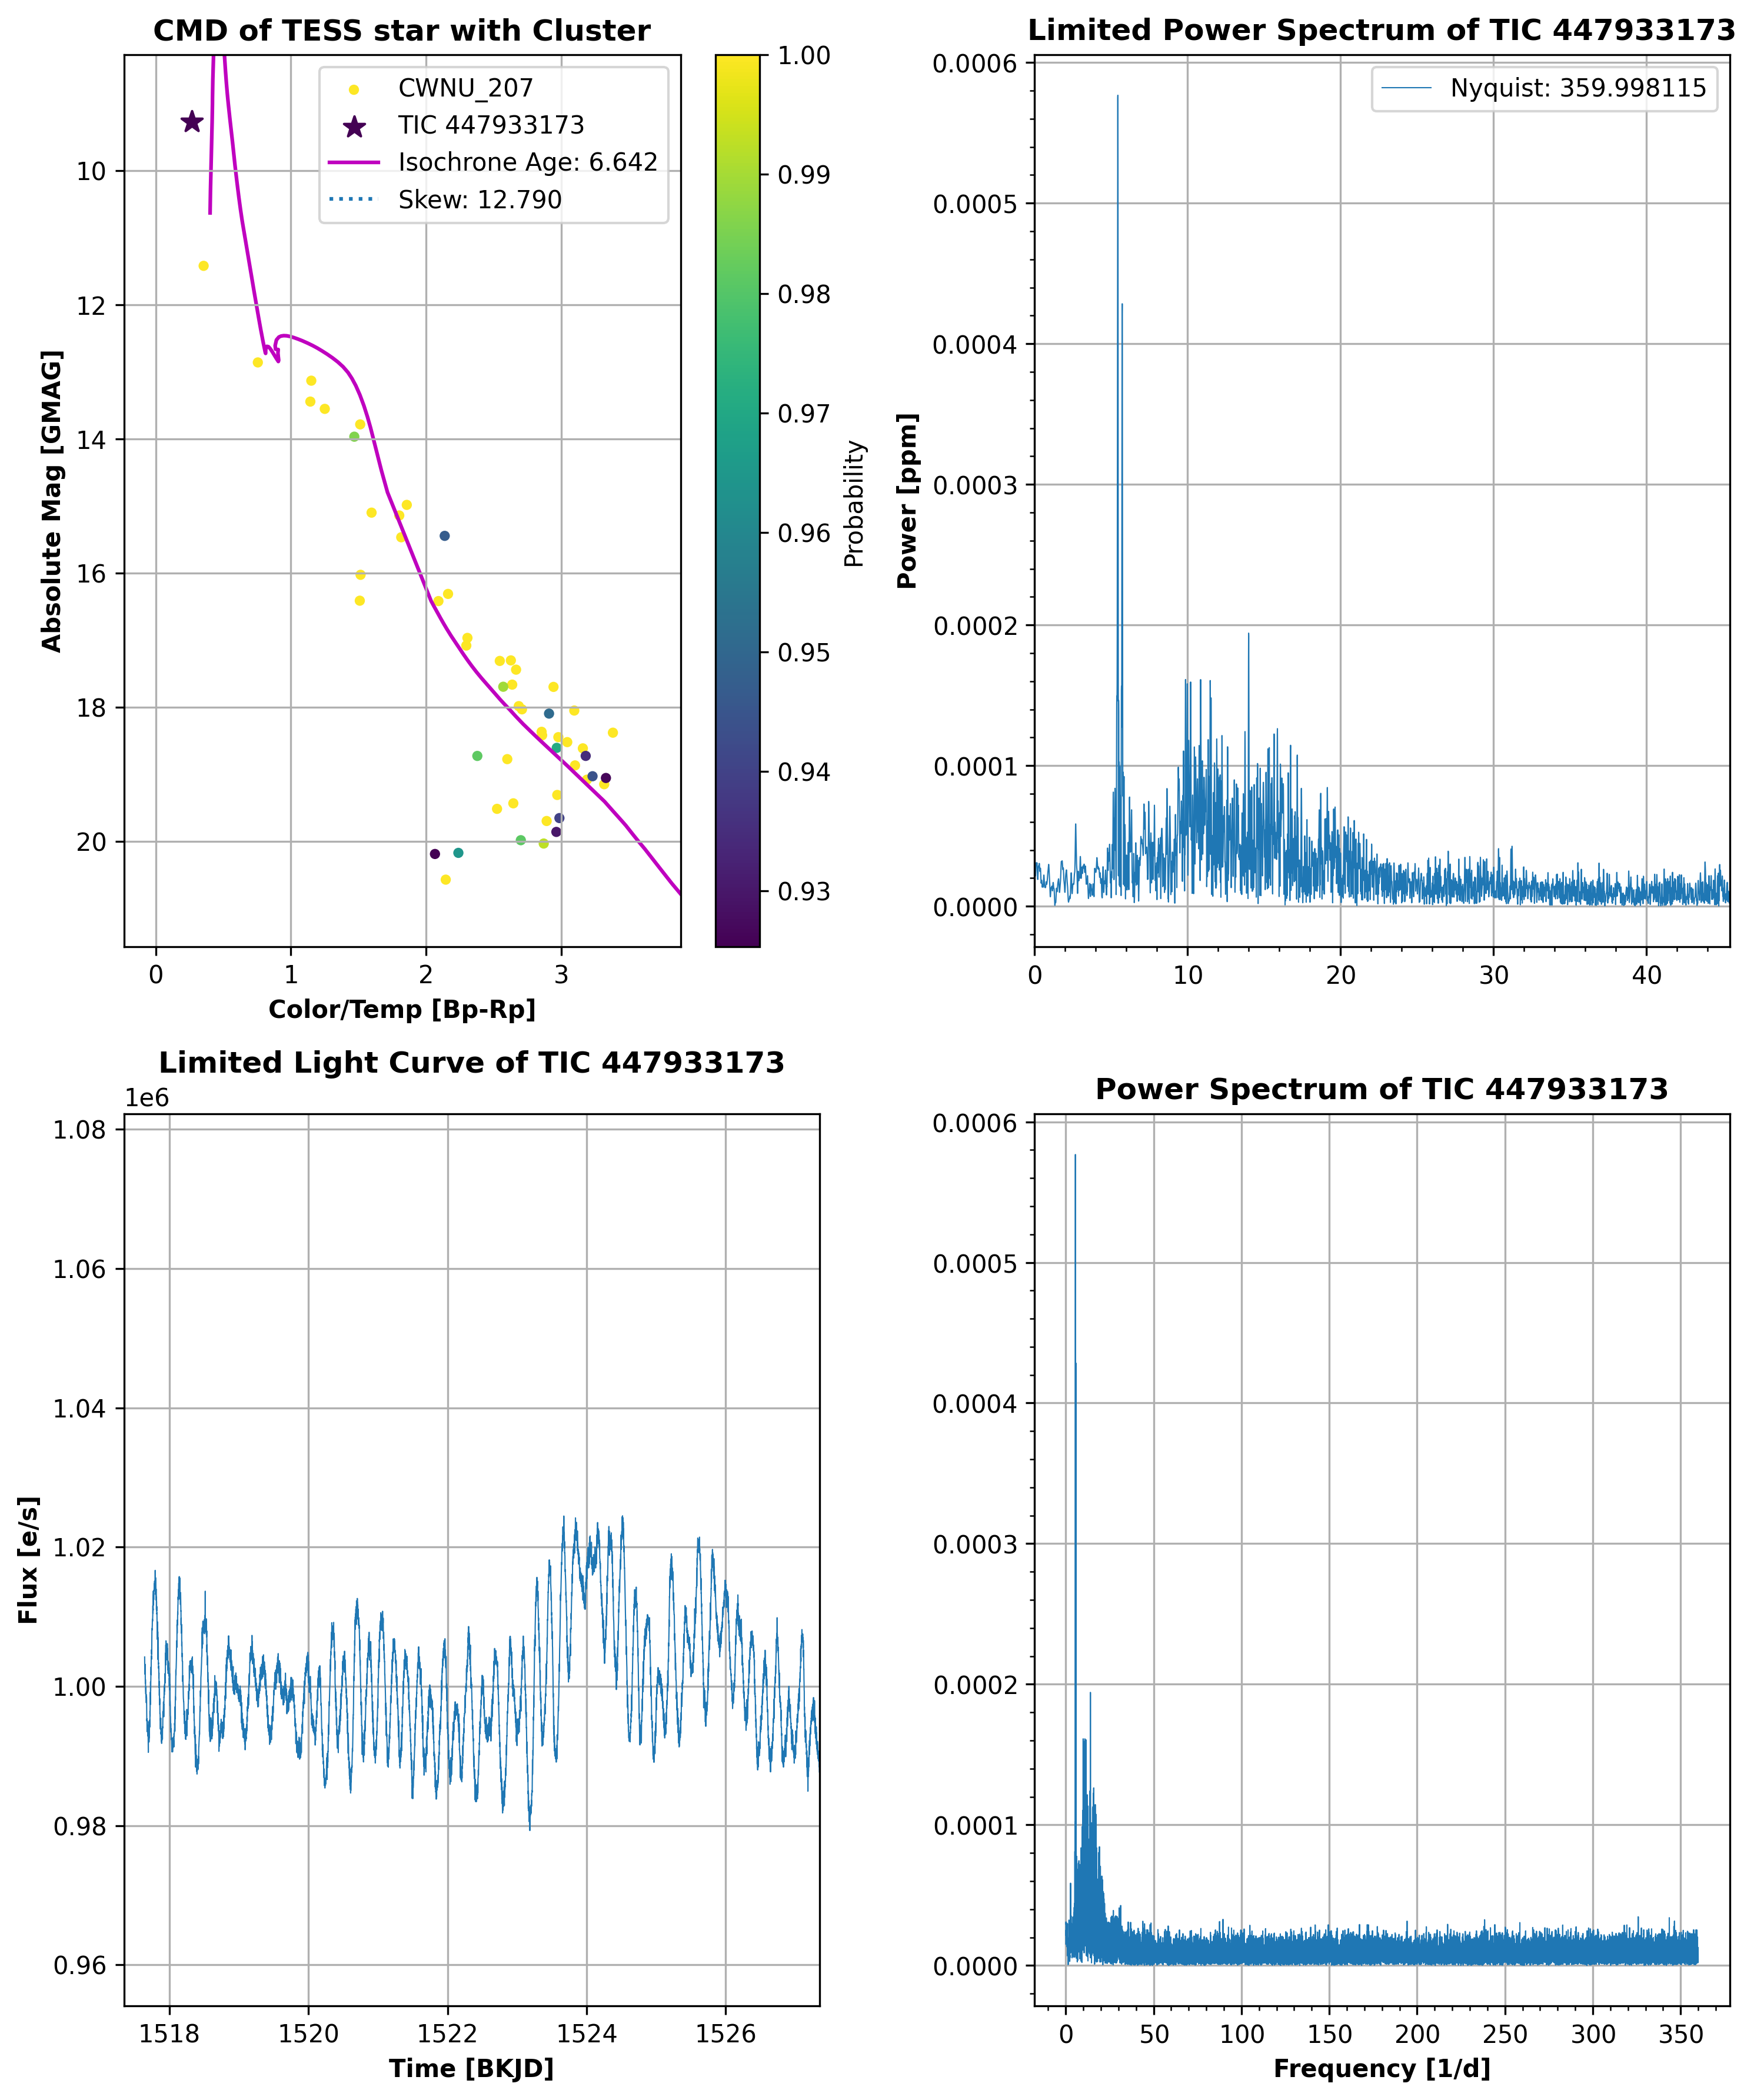 CMD of TESS star with Cluster
CWNU_207
TIC 447933173
Isochrone Age: 6.642
Skew: 12.790
10
12
14
16
18
20
0 1 2 3
Absolute Mag [GMAG]
Color/Temp [Bp-Rp]
1.00
0.99
0.98
0.97
0.96
0.95
0.94
0.93
Probability
Limited Power Spectrum of TIC 447933173
Nyquist: 359.998115
0.0006
0.0005
0.0004
0.0003
0.0002
0.0001
0.0000
0 10 20 30 40
Power [ppm]
Limited Light Curve of TIC 447933173
1e6
1.08
1.06
1.04
1.02
1.00
0.98
0.96
1518 1520 1522 1524 1526
Flux [e/s]
Time [BKJD]
Power Spectrum of TIC 447933173
0.0006
0.0005
0.0004
0.0003
0.0002
0.0001
0.0000
0 50 100 150 200 250 300 350
Frequency [1/d]